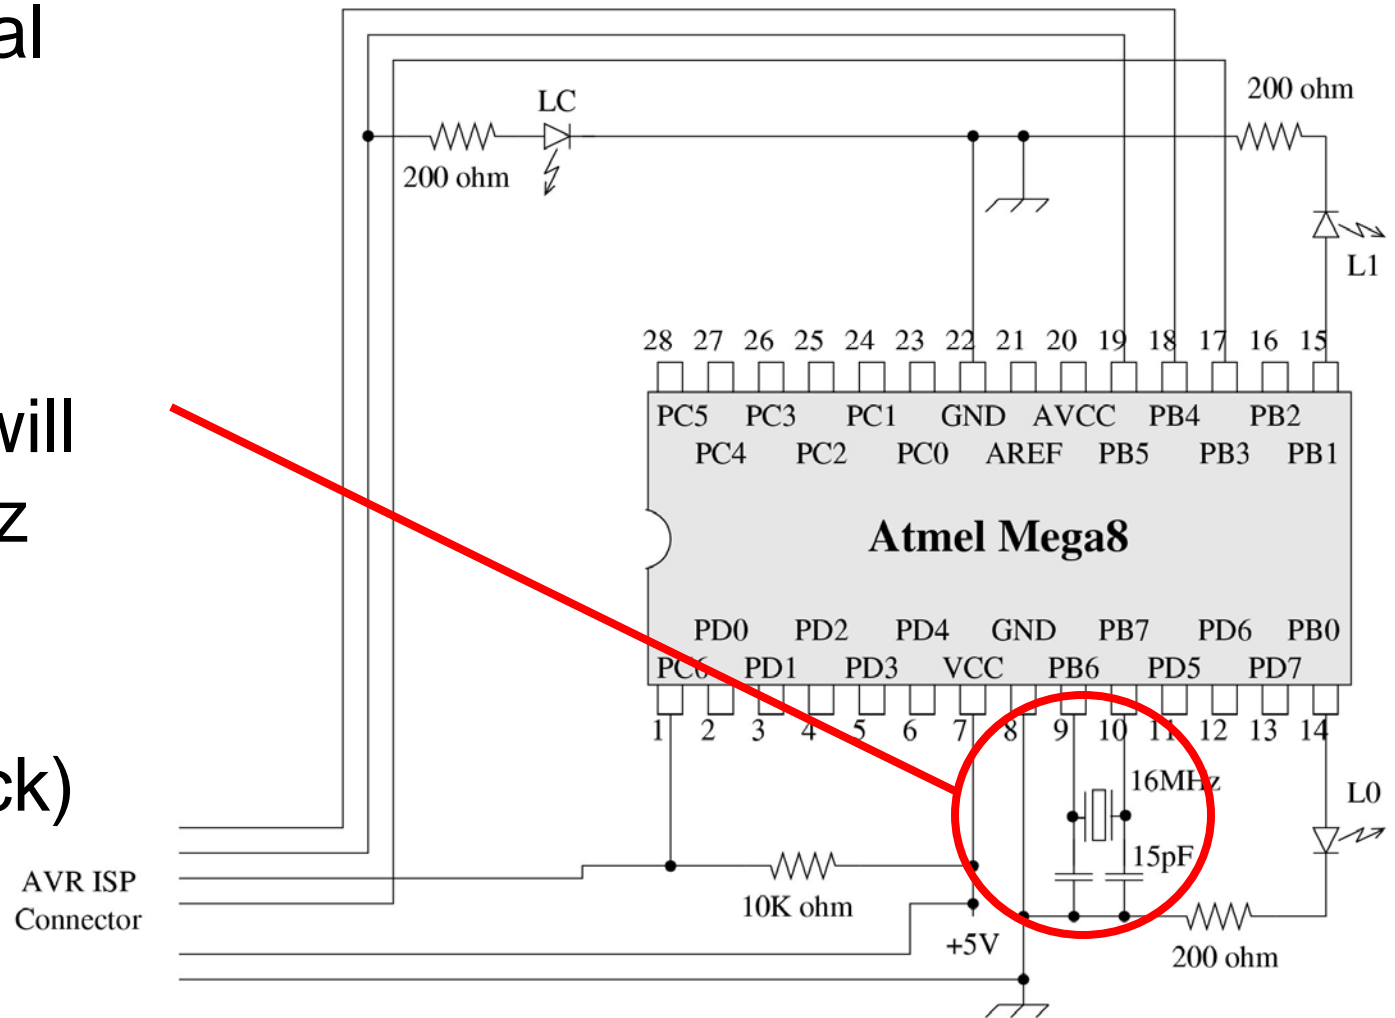 al
will
z
ck)
LC
200 ohm
200 ohm
L1
28 27 26 25 24 23 22 21 20 19 18 17 16 15
PC5 PC3 PC1 GND AVCC PB4 PB2
PC4 PC2 PC0 AREF PB5 PB3 PB1
Atmel Mega8
PD0 PD2 PD4 GND PB7 PD6 PB0
PC6 PD1 PD3 VCC PB6 PD5 PD7
1 2 3 4 5 6 7 8 9 10 11 12 13 14
16MHz
L0
15pF
AVR ISP
Connector
10K ohm
+5V
200 ohm